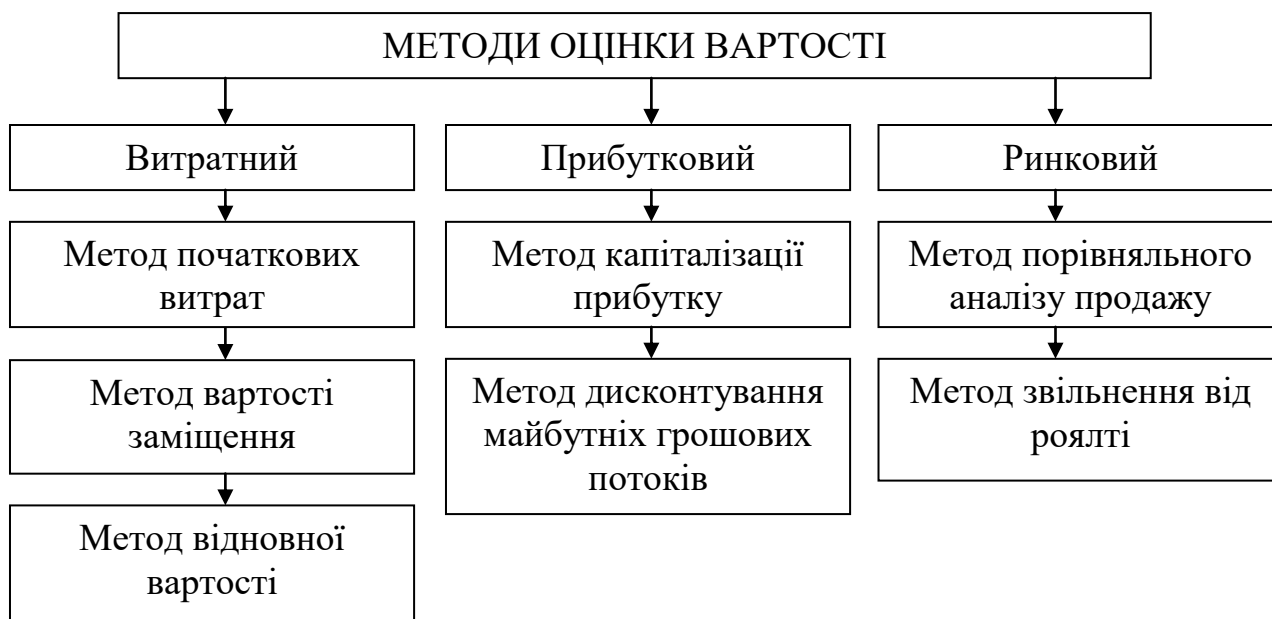 МЕТОДИ ОЦІНКИ ВАРТОСТІ
Витратний
Прибутковий
Ринковий
Метод початкових
витрат
Метод капіталізації
прибутку
Метод порівняльного
аналізу продажу
Метод вартості
заміщення
Метод дисконтування
майбутніх грошових
потоків
Метод звільнення від
роялті
Метод відновної
вартості